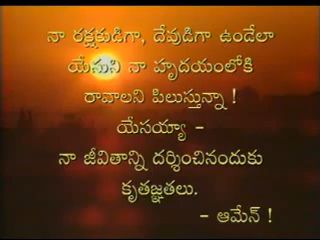 నా రక్షకుడిగా, దేవుడిగా ఉండేలా
యేసుని నా హృదయంలోకి
రావాలని పిలుస్తున్నా !
యేసయ్యా -
నా జీవితాన్ని దర్శించినందుకు
కృతజ్ఞతలు.
- ఆమేన్ !